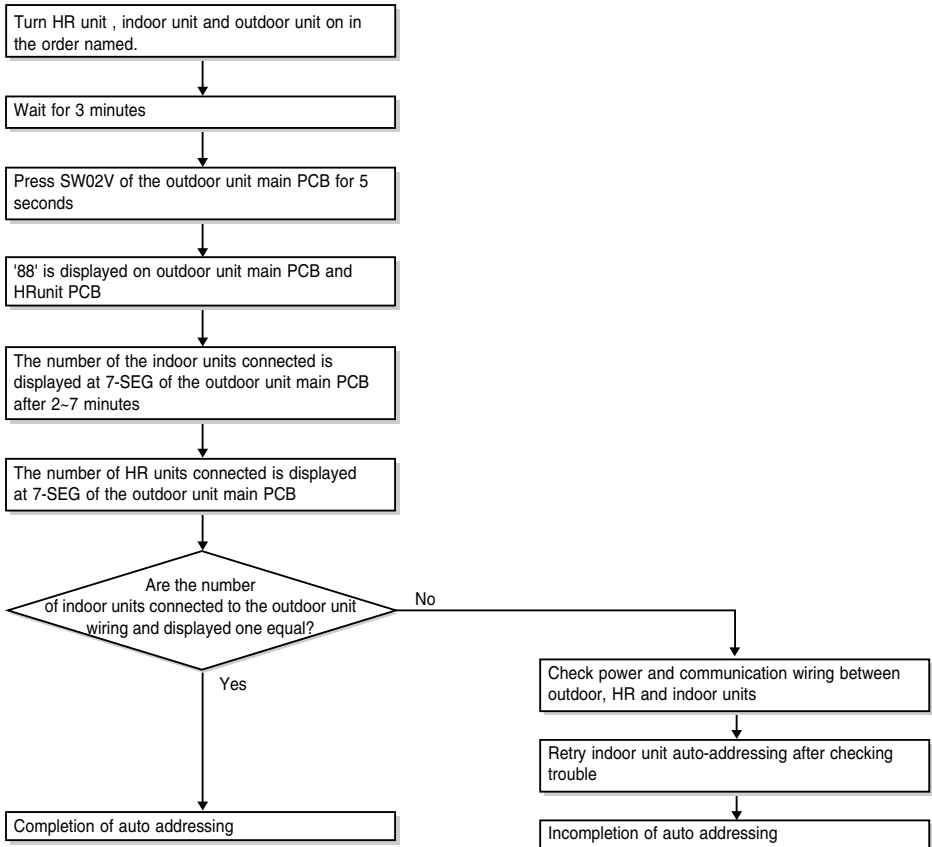 Turn HR unit , indoor unit and outdoor unit on in
the order named.
Wait for 3 minutes
Press SW02V of the outdoor unit main PCB for 5
seconds
'88' is displayed on outdoor unit main PCB and
HRunit PCB
The number of the indoor units connected is
displayed at 7-SEG of the outdoor unit main PCB
after 2~7 minutes
The number of HR units connected is displayed
at 7-SEG of the outdoor unit main PCB
Are the number
of indoor units connected to the outdoor unit
wiring and displayed one equal?
No
Yes
Check power and communication wiring between
outdoor, HR and indoor units
Retry indoor unit auto-addressing after checking
trouble
Completion of auto addressing
Incompletion of auto addressing